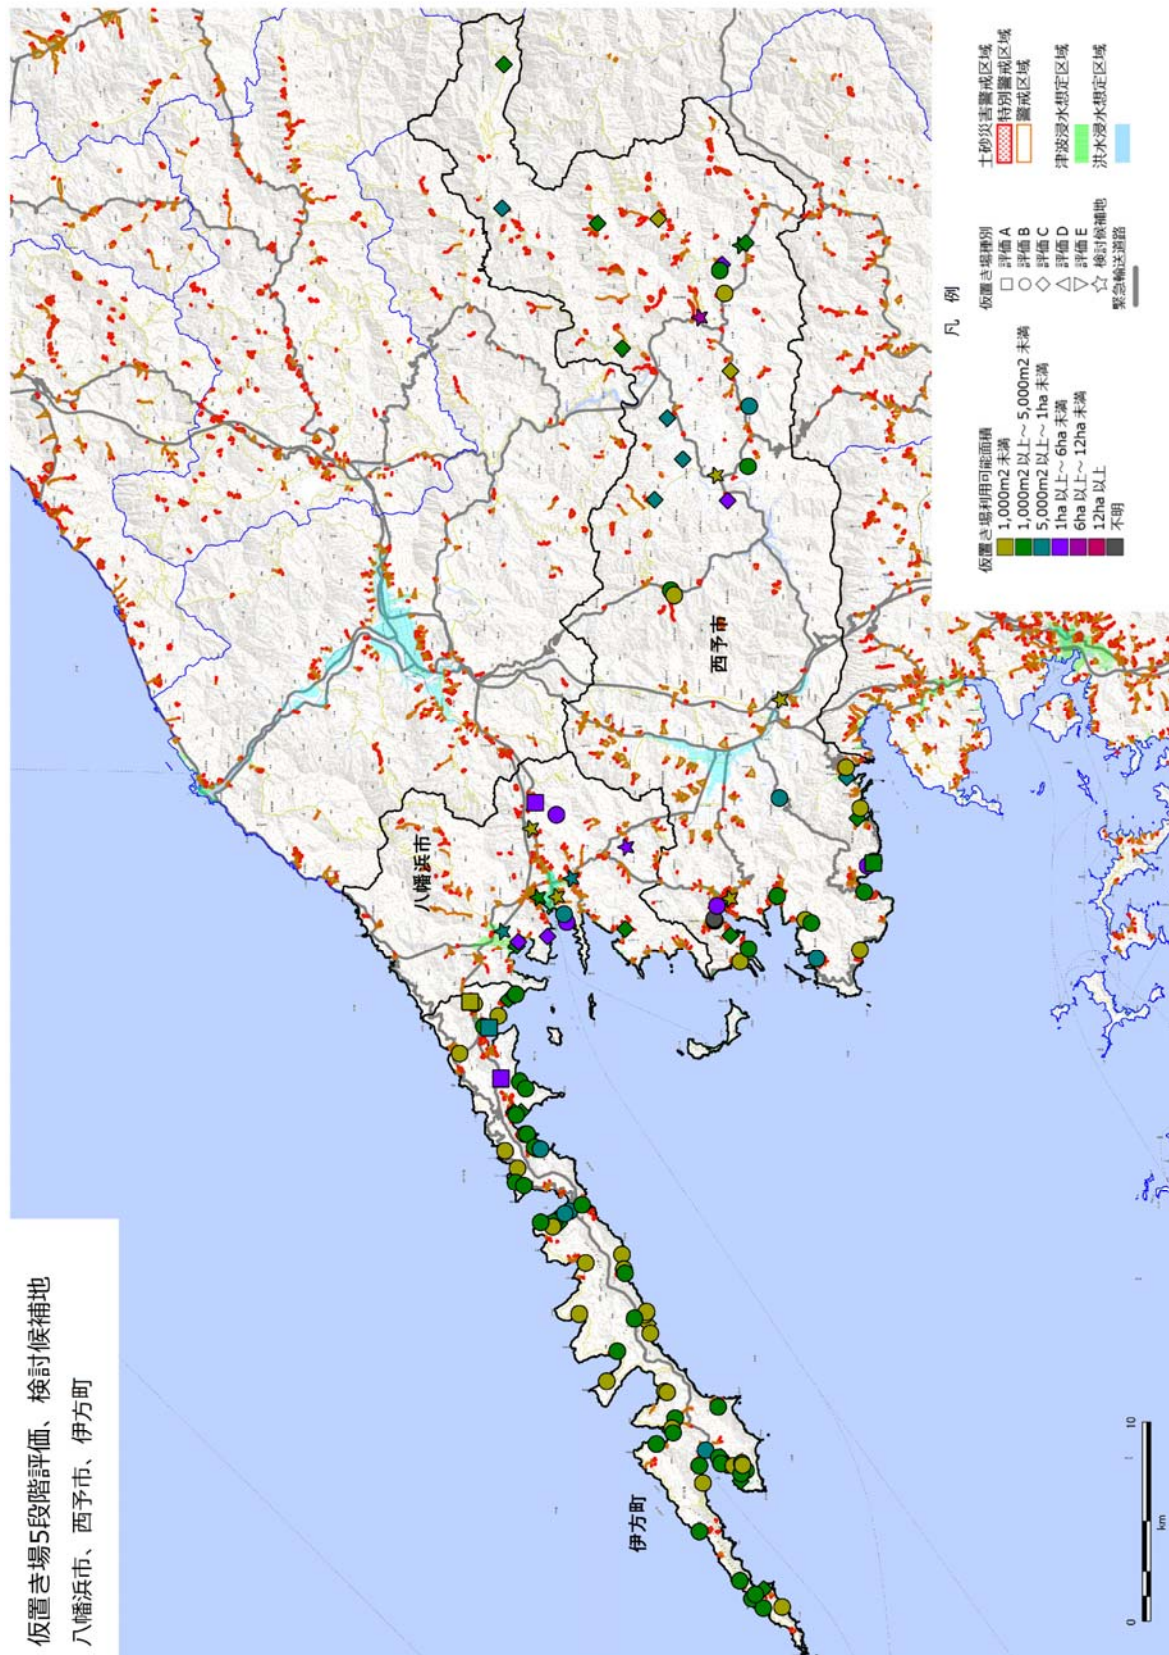 仮置き場5段階評価、検討候補地
八幡浜市、西予市、伊方町
八幡浜市
西予市
伊方町
0
10
km
凡 例
仮置き場利用可能面積
1,000m2 未満
1,000m2 以上～ 5,000m2 未満
5,000m2 以上～ 1ha 未満
1ha 以上～ 6ha 未満
6ha 以上～ 12ha 未満
12ha 以上
不明
仮置き場種別
評価 A
評価 B
評価 C
評価 D
評価 E
検討候補地
緊急輸送道路
土砂災害警戒区域
特別警戒区域
警戒区域
津波浸水想定区域
洪水浸水想定区域